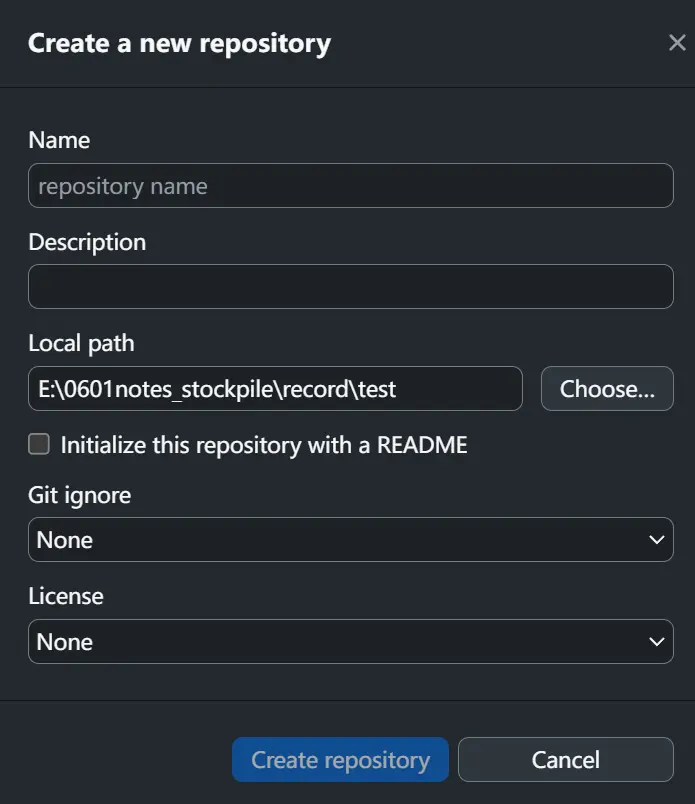 Create a new repository
Name
repository name
Description
Local path
E:\0601notes_stockpile\record\test
Choose...
Initialize this repository with a README
Git ignore
None
License
None
Create repository
Cancel